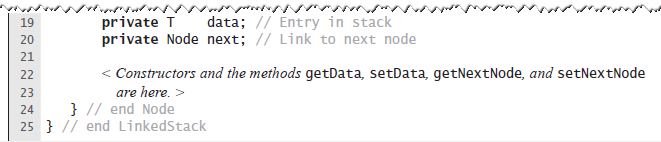 19 private T data; // Entry in stack
20 private Node next; // Link to next node
21
22 < Constructors and the methods getData, setData, getNextNode, and setNextNode
23 are here. >
24 } // end Node
25 } // end LinkedStack